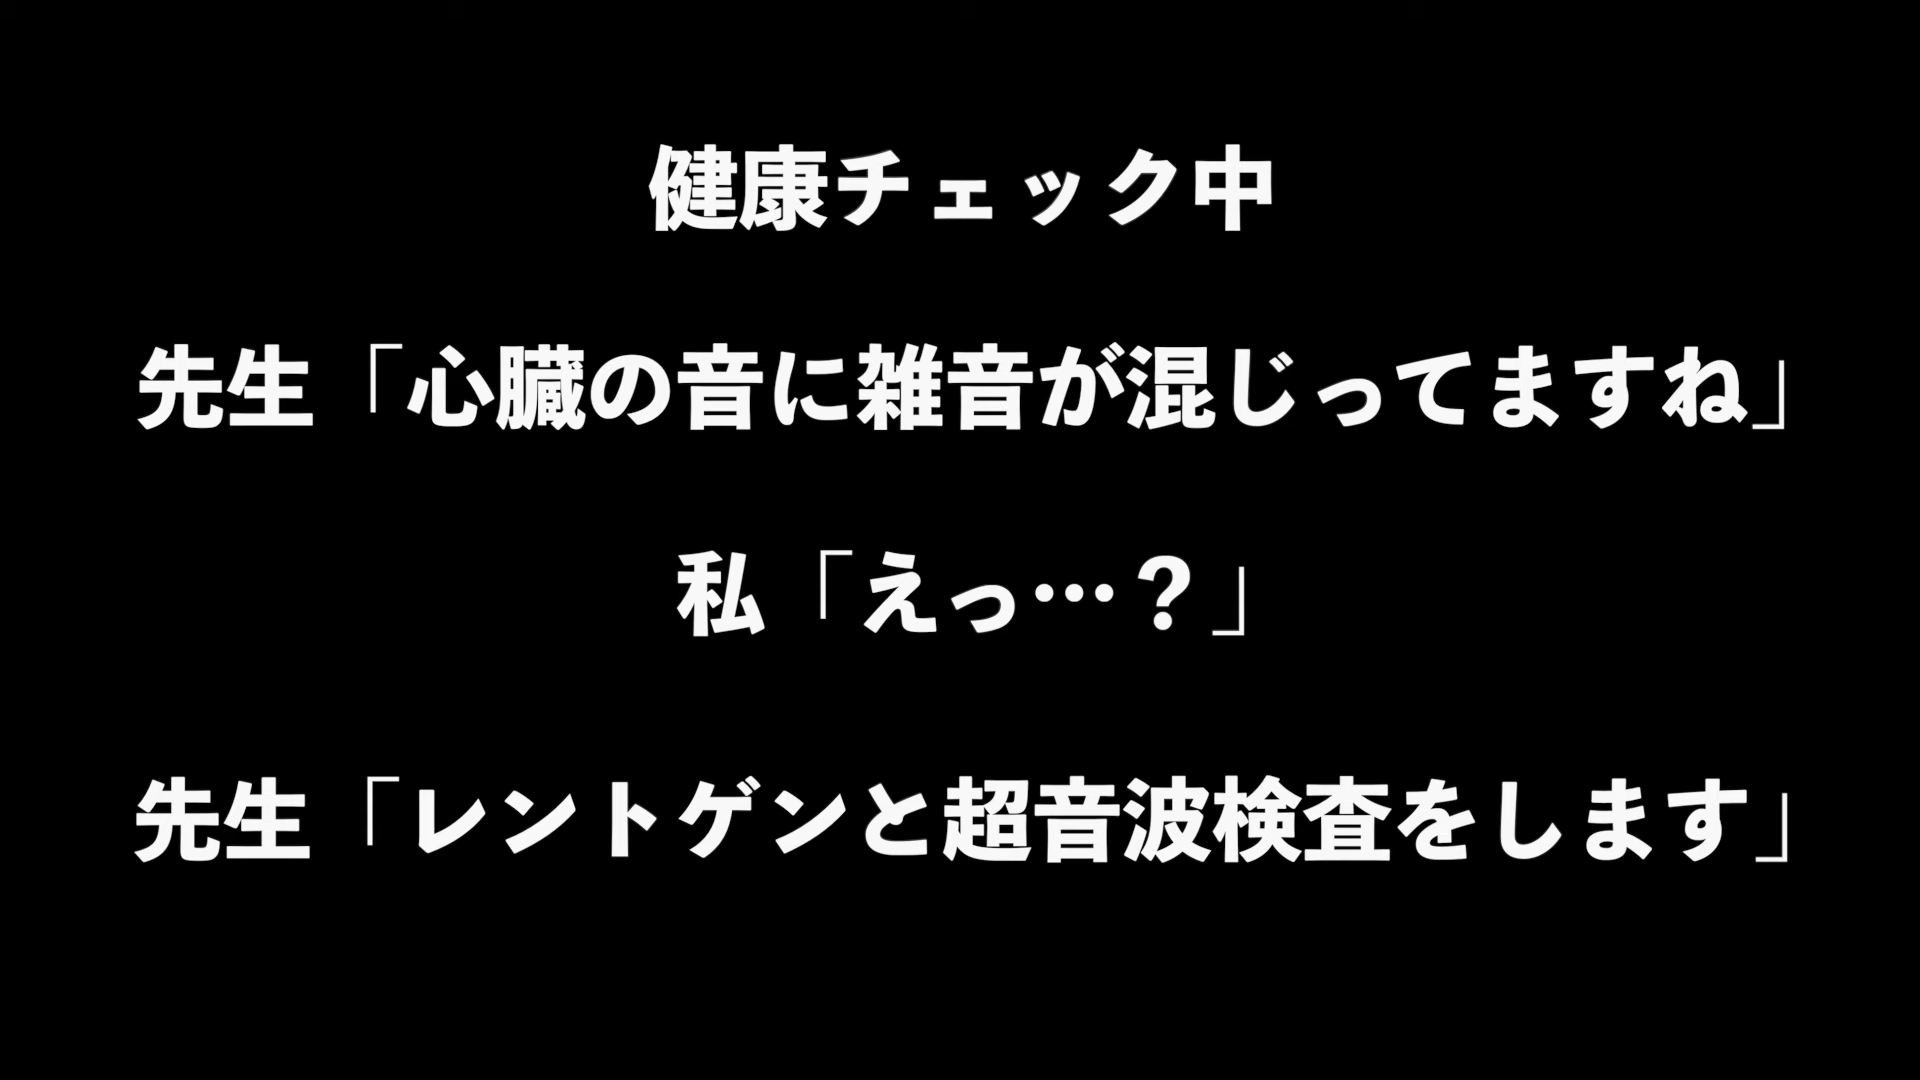 健康チェック中
先生「心臓の音に雑音が混じってますね」
私「えっ…？」
先生「レントゲンと超音波検査をします」